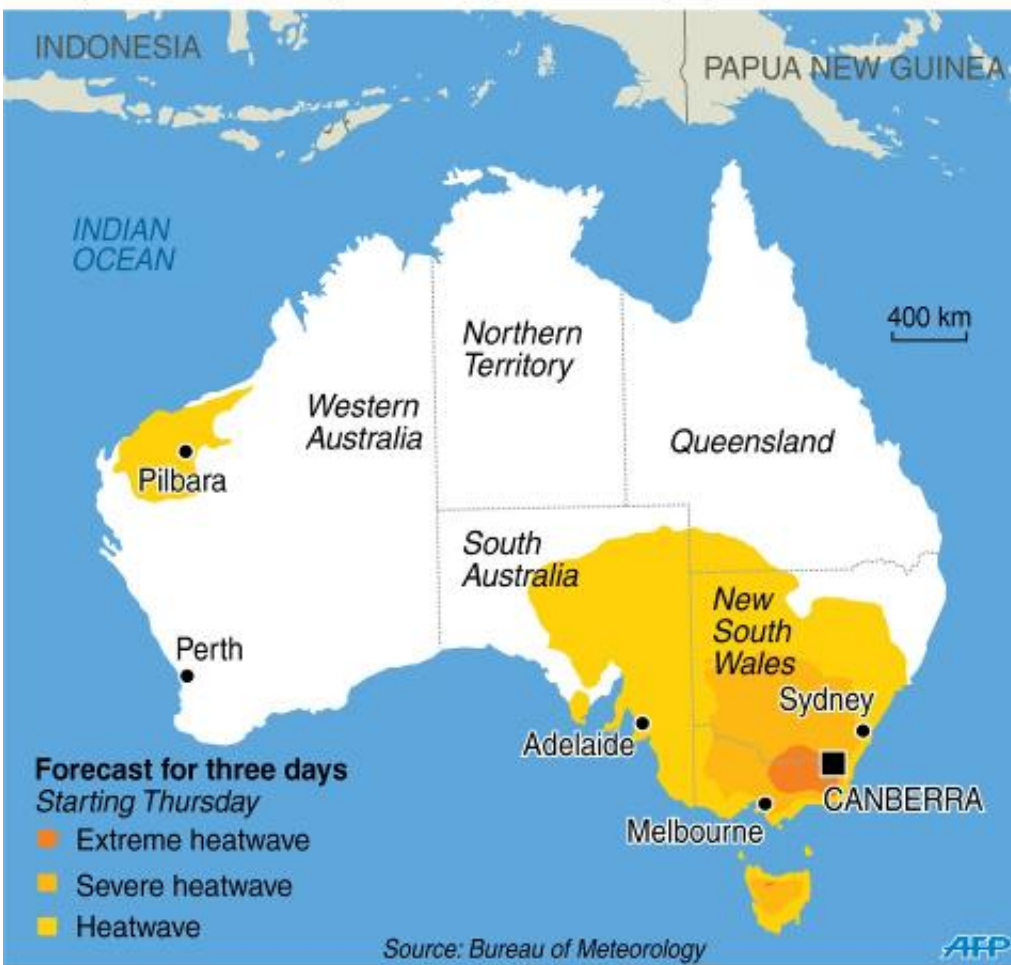 INDONESIA
PAPUA NEW GUINEA
INDIAN
OCEAN
400 km
Northern
Territory
Western
Australia
Queensland
Pilbara
South
Australia
New
South
Wales
Perth
Sydney
Adelaide
CANBERRA
Melbourne
Forecast for three days
Starting Thursday
Extreme heatwave
Severe heatwave
Heatwave
Source: Bureau of Meteorology
AFP